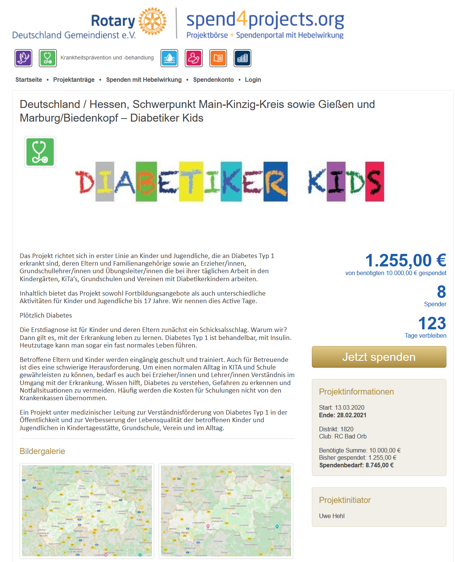 Rotary
Deutschland Gemeindienst e.V.
spend4projects.org
Projektbörse • Spendenportal mit Hebelwirkung
Krankheitsprävention und -behandlung
Startseite • Projektanträge • Spenden mit Hebelwirkung • Spendenkonto • Login
Deutschland / Hessen, Schwerpunkt Main-Kinzig-Kreis sowie Gießen und
Marburg/Biedenkopf – Diabetiker Kids
DIABETIKER KIDS
Das Projekt richtet sich in erster Linie an Kinder und Jugendliche, die an Diabetes Typ 1
erkrankt sind, deren Eltern und Familienangehörige sowie an Erzieher/innen,
Grundschullehrer/innen und Übungsleiter/innen die bei ihrer täglichen Arbeit in den
Kindergärten, KiTa's, Grundschulen und Vereinen mit Diabetikerkindern arbeiten.
Inhaltlich bietet das Projekt sowohl Fortbildungsangebote als auch unterschiedliche
Aktivitäten für Kinder und Jugendliche bis 17 Jahre. Wir nennen dies Active Tage.
Plötzlich Diabetes
Die Erstdiagnose ist für Kinder und deren Eltern zunächst ein Schicksalsschlag. Warum wir?
Dann gilt es, mit der Erkrankung leben zu lernen. Diabetes Typ 1 ist behandelbar, mit Insulin.
Heutzutage kann man sogar ein fast normales Leben führen.
Betroffene Eltern und Kinder werden eingängig geschult und trainiert. Auch für Betreuende
ist dies eine schwierige Herausforderung. Um einen normalen Alltag in KITA und Schule
gewährleisten zu können, bedarf es auch bei Erzieher/innen und Lehrer/innen Verständnis im
Umgang mit der Erkrankung. Wissen hilft, Diabetes zu verstehen, Gefahren zu erkennen und
Notfallsituationen zu vermeiden. Häufig werden die Kosten für Schulungen nicht von den
Krankenkassen übernommen.
Ein Projekt unter medizinischer Leitung zur Verständnisförderung von Diabetes Typ 1 in der
Öffentlichkeit und zur Verbesserung der Lebensqualität der betroffenen Kinder und
Jugendlichen in Kindertagesstätte, Grundschule, Verein und im Alltag.
Bildergalerie
1.255,00 €
von benötigten 10.000,00 € gespendet
8
Spender
123
Tage verbleiben
Jetzt spenden
Projektinformationen
Start: 13.03.2020
Ende: 28.02.2021
Distrikt: 1820
Club: RC Bad Orb
Benötigte Summe: 10.000,00 €
Bisher gespendet: 1.255,00 €
Spendenbedarf: 8.745,00 €
Projektinitiator
Uwe Hehl